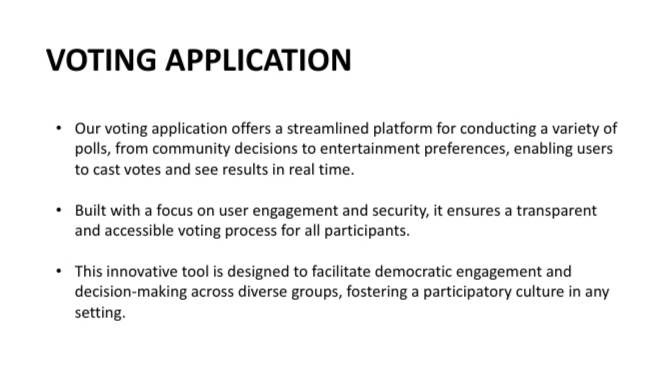 VOTING APPLICATION
• Our voting application offers a streamlined platform for conducting a variety of
polls, from community decisions to entertainment preferences, enabling users
to cast votes and see results in real time.
• Built with a focus on user engagement and security, it ensures a transparent
and accessible voting process for all participants.
• This innovative tool is designed to facilitate democratic engagement and
decision-making across diverse groups, fostering a participatory culture in any
setting.